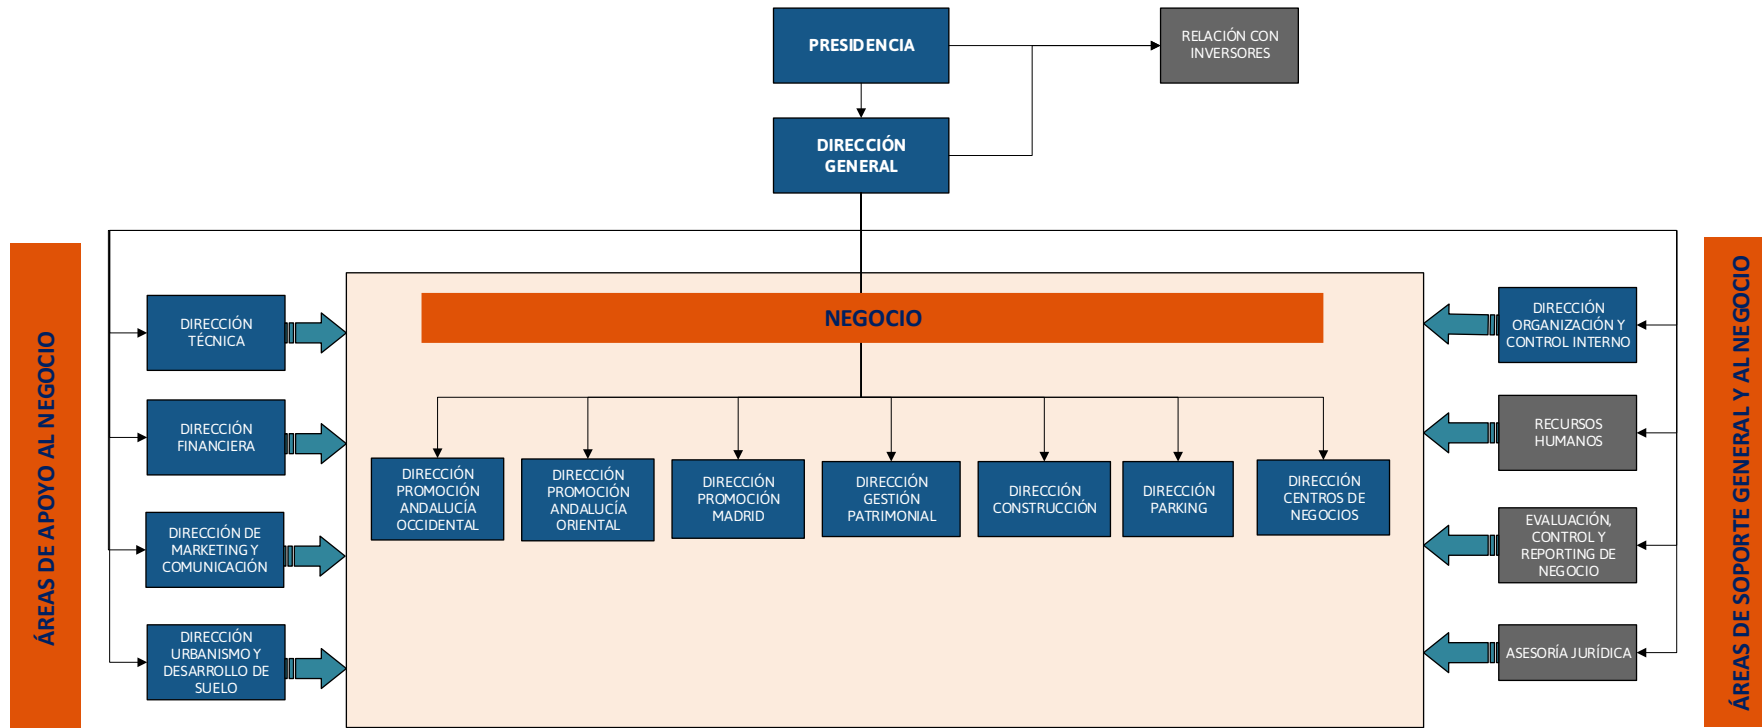 PRESIDENCIA
RELACIÓN CON
INVERSORES
DIRECCIÓN
GENERAL
ÁREAS DE APOYO AL NEGOCIO
DIRECCIÓN
TÉCNICA
DIRECCIÓN
FINANCIERA
DIRECCIÓN DE
MARKETING Y
COMUNICACIÓN
DIRECCIÓN
URBANISMO Y
DESARROLLO DE
SUELO
NEGOCIO
DIRECCIÓN
PROMOCIÓN
ANDALUCÍA
OCCIDENTAL
DIRECCIÓN
PROMOCIÓN
ANDALUCÍA
ORIENTAL
DIRECCIÓN
PROMOCIÓN
MADRID
DIRECCIÓN
GESTIÓN
PATRIMONIAL
DIRECCIÓN
CONSTRUCCIÓN
DIRECCIÓN
PARKING
DIRECCIÓN
CENTROS DE
NEGOCIOS
DIRECCIÓN
ORGANIZACIÓN Y
CONTROL INTERNO
RECURSOS
HUMANOS
EVALUACIÓN,
CONTROL Y
REPORTING DE
NEGOCIO
ASESORÍA JURÍDICA
ÁREAS DE SOPORTE GENERAL Y AL NEGOCIO